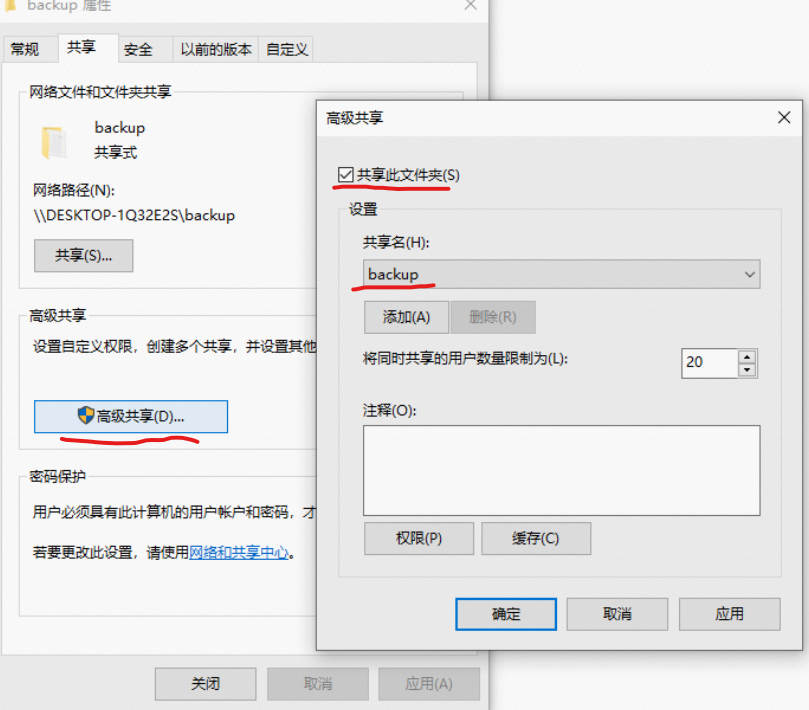 backup 属性
常规 共享 安全 以前的版本 自定义
网络文件和文件夹共享
backup
共享式
网络路径(N):
\\DESKTOP-1Q32E2S\backup
共享(S)...
高级共享
设置自定义权限，创建多个共享，并设置其他
高级共享(D)...
密码保护
用户必须具有此计算机的用户帐户和密码，才
若要更改此设置，请使用网络和共享中心。
关闭 取消 应用(A)
高级共享
共享此文件夹(S)
设置
共享名(H):
backup
添加(A) 删除(R)
将同时共享的用户数量限制为(L): 20
注释(O):
权限(P) 缓存(C)
确定 取消 应用